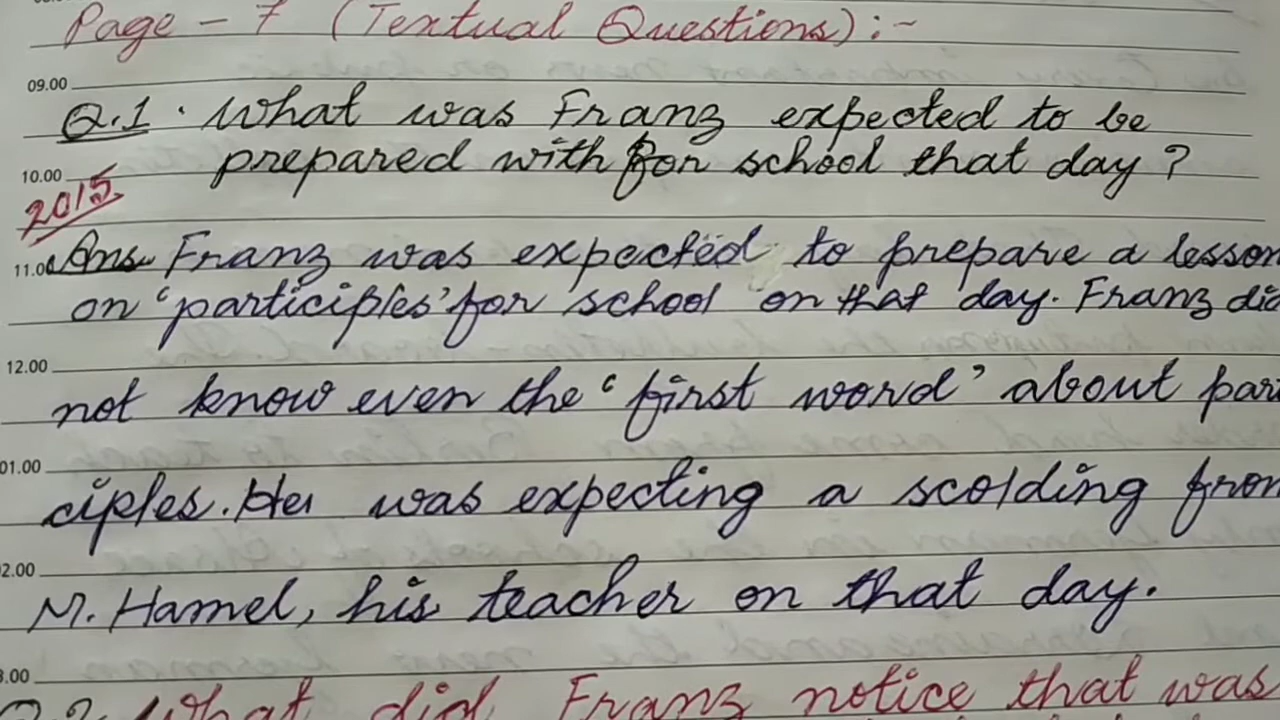 Page - 7 (Textual Questions) :-
09.00
Q.1. What was Franz expected to be
prepared with for school that day ?
10.00
2015
11.00 Ans. Franz was expected to prepare a lesson
on 'participles' for school on that day. Franz did
12.00
not know even the 'first word' about par
01.00
ciples. He was expecting a scolding from
02.00
M. Hamel, his teacher on that day.
3.00
Q.2 What did Franz notice that was